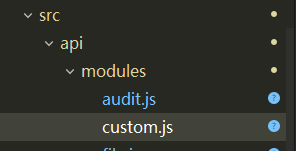 src
api
modules
audit.js
custom.js